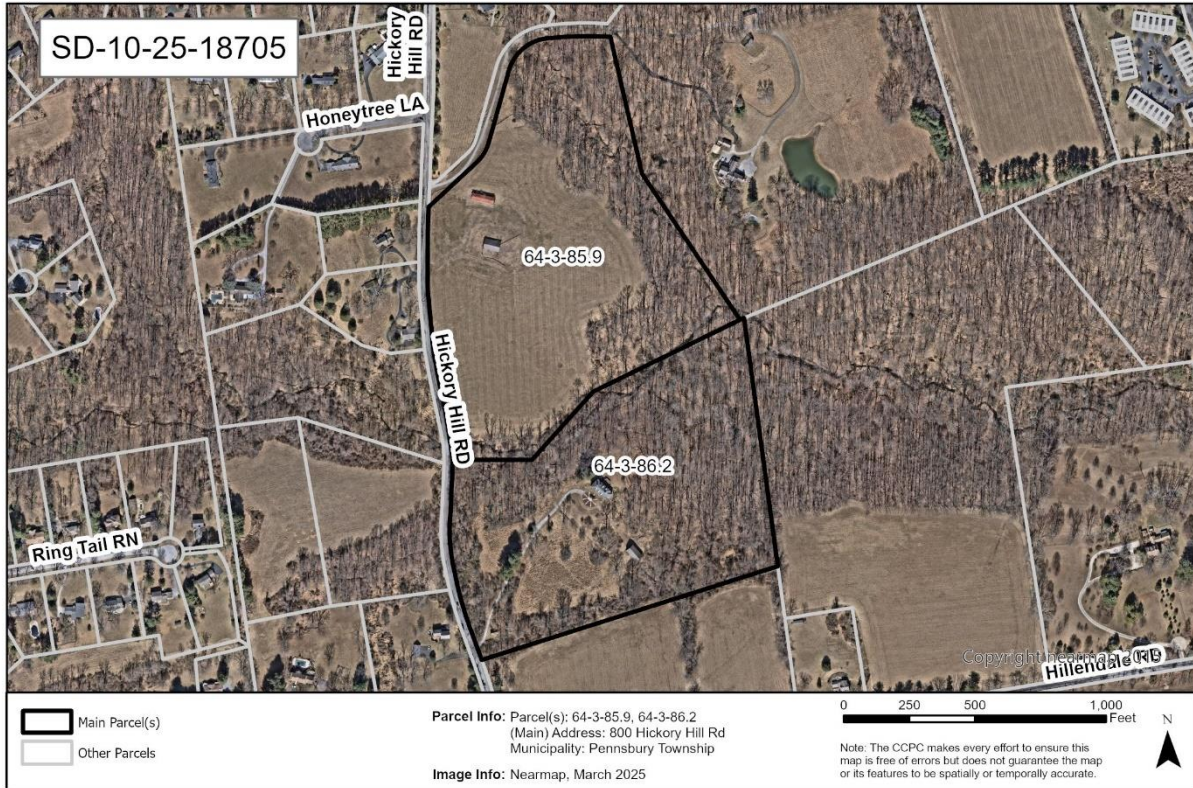 SD-10-25-18705
Hickory
Hill RD
Honeytree LA
64-3-85.9
Hickory Hill RD
64-3-86.2
Ring Tail RN
Copyright nearmap 2015
Hillendale RD
Main Parcel(s)
Other Parcels
Parcel Info: Parcel(s): 64-3-85.9, 64-3-86.2
(Main) Address: 800 Hickory Hill Rd
Municipality: Pennsbury Township
Image Info: Nearmap, March 2025
0 250 500 1,000
Feet
N
Note: The CCPC makes every effort to ensure this
map is free of errors but does not guarantee the map
or its features to be spatially or temporally accurate.